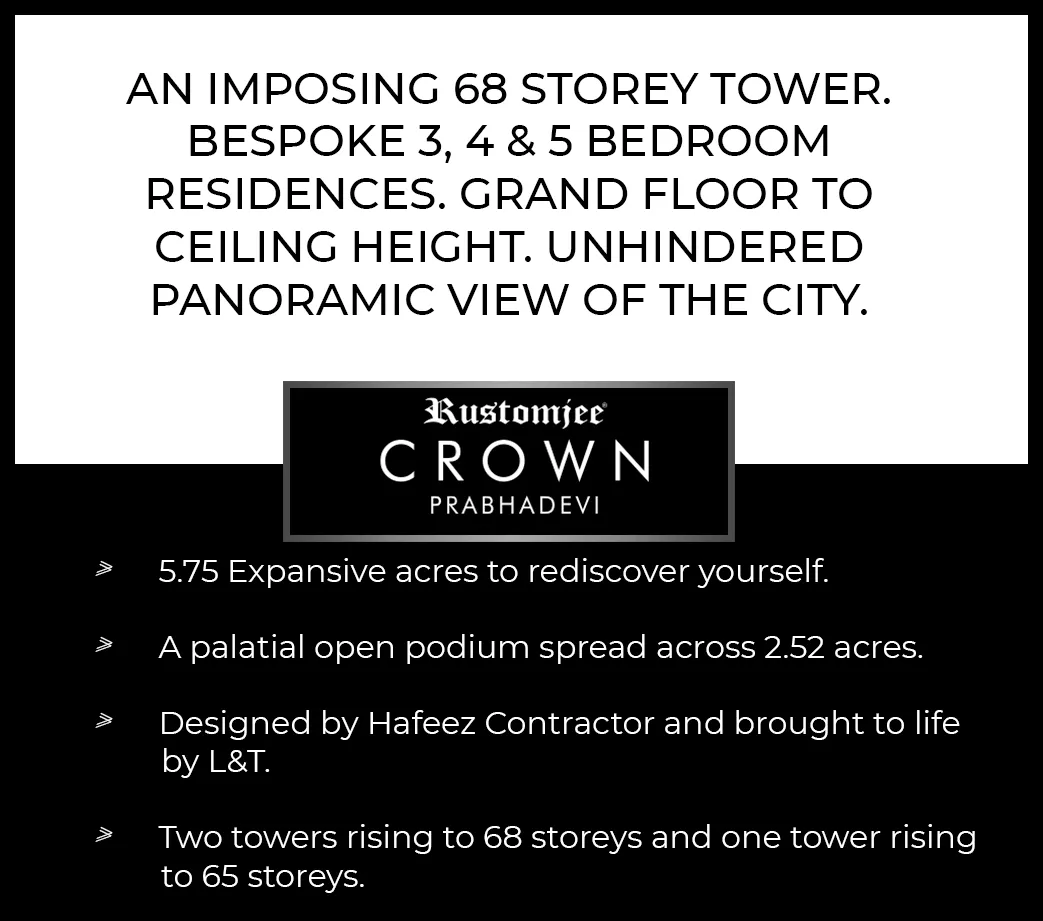 AN IMPOSING 68 STOREY TOWER.
BESPOKE 3, 4 & 5 BEDROOM
RESIDENCES. GRAND FLOOR TO
CEILING HEIGHT. UNHINDERED
PANORAMIC VIEW OF THE CITY.
Rustomjee®
CROWN
PRABHADEVI
⪢ 5.75 Expansive acres to rediscover yourself.
⪢ A palatial open podium spread across 2.52 acres.
⪢ Designed by Hafeez Contractor and brought to life
by L&T.
⪢ Two towers rising to 68 storeys and one tower rising
to 65 storeys.